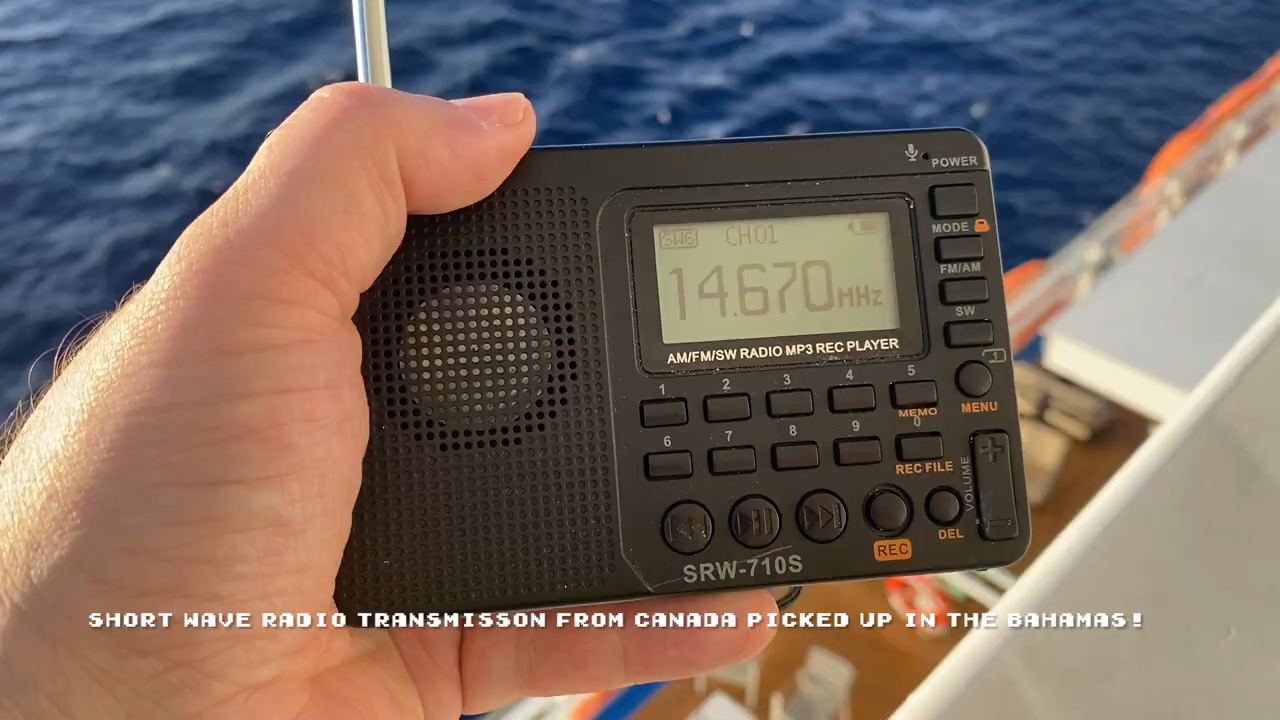 POWER
SW6 CH01
MODE
14.670MHz
FM/AM
SW
AM/FM/SW RADIO MP3 REC PLAYER
1 2 3 4 5
MEMO
MENU
6 7 8 9 0
REC FILE
VOLUME
DEL
REC
SRW-710S
SHORT WAVE RADIO TRANSMISSON FROM CANADA PICKED UP IN THE BAHAMAS!